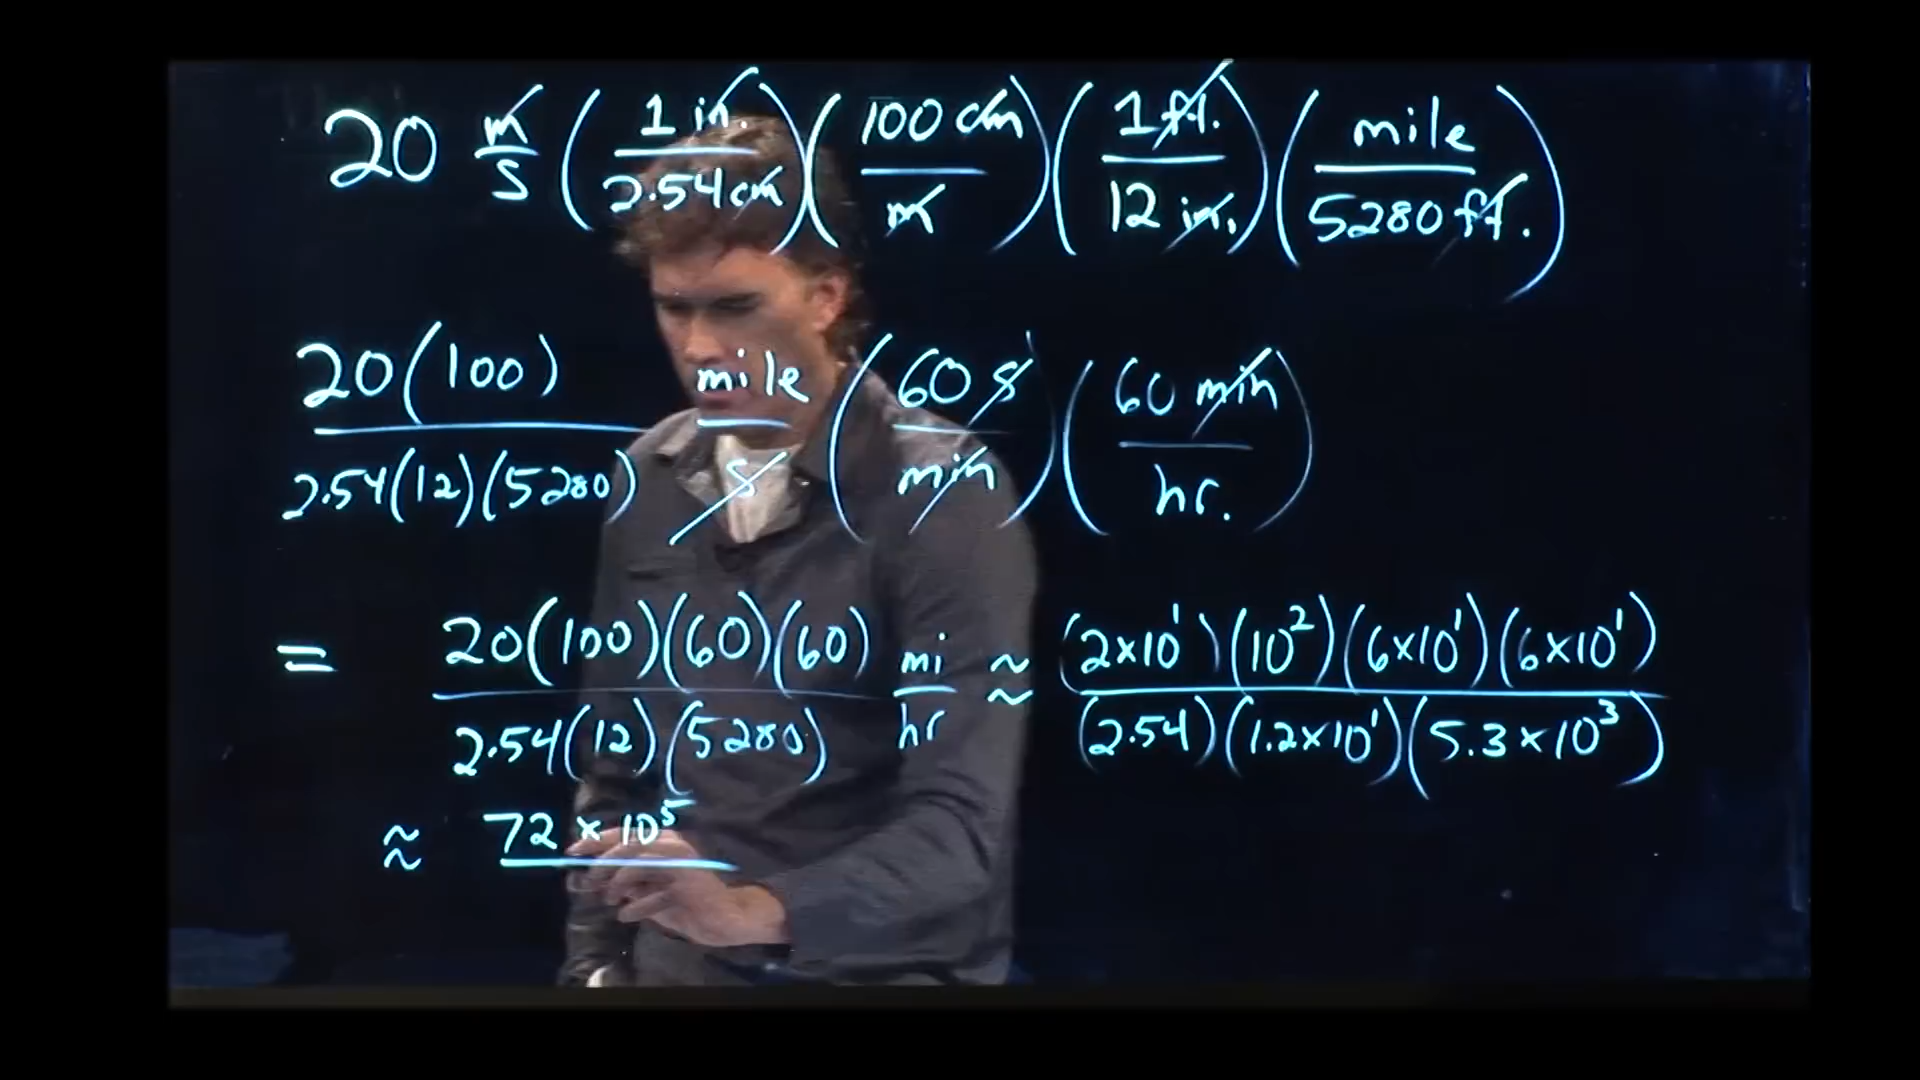 20 m/s (1 in./2.54 cm)(100 cm/m)(1 ft./12 in.)(mile/5280 ft.)
20(100)/2.54(12)(5280) mile/s (60 s/min)(60 min/hr.)
= 20(100)(60)(60)/2.54(12)(5280) mi/hr ≈ (2×10¹)(10²)(6×10¹)(6×10¹)/(2.54)(1.2×10¹)(5.3×10³)
≈ 72 × 10⁵